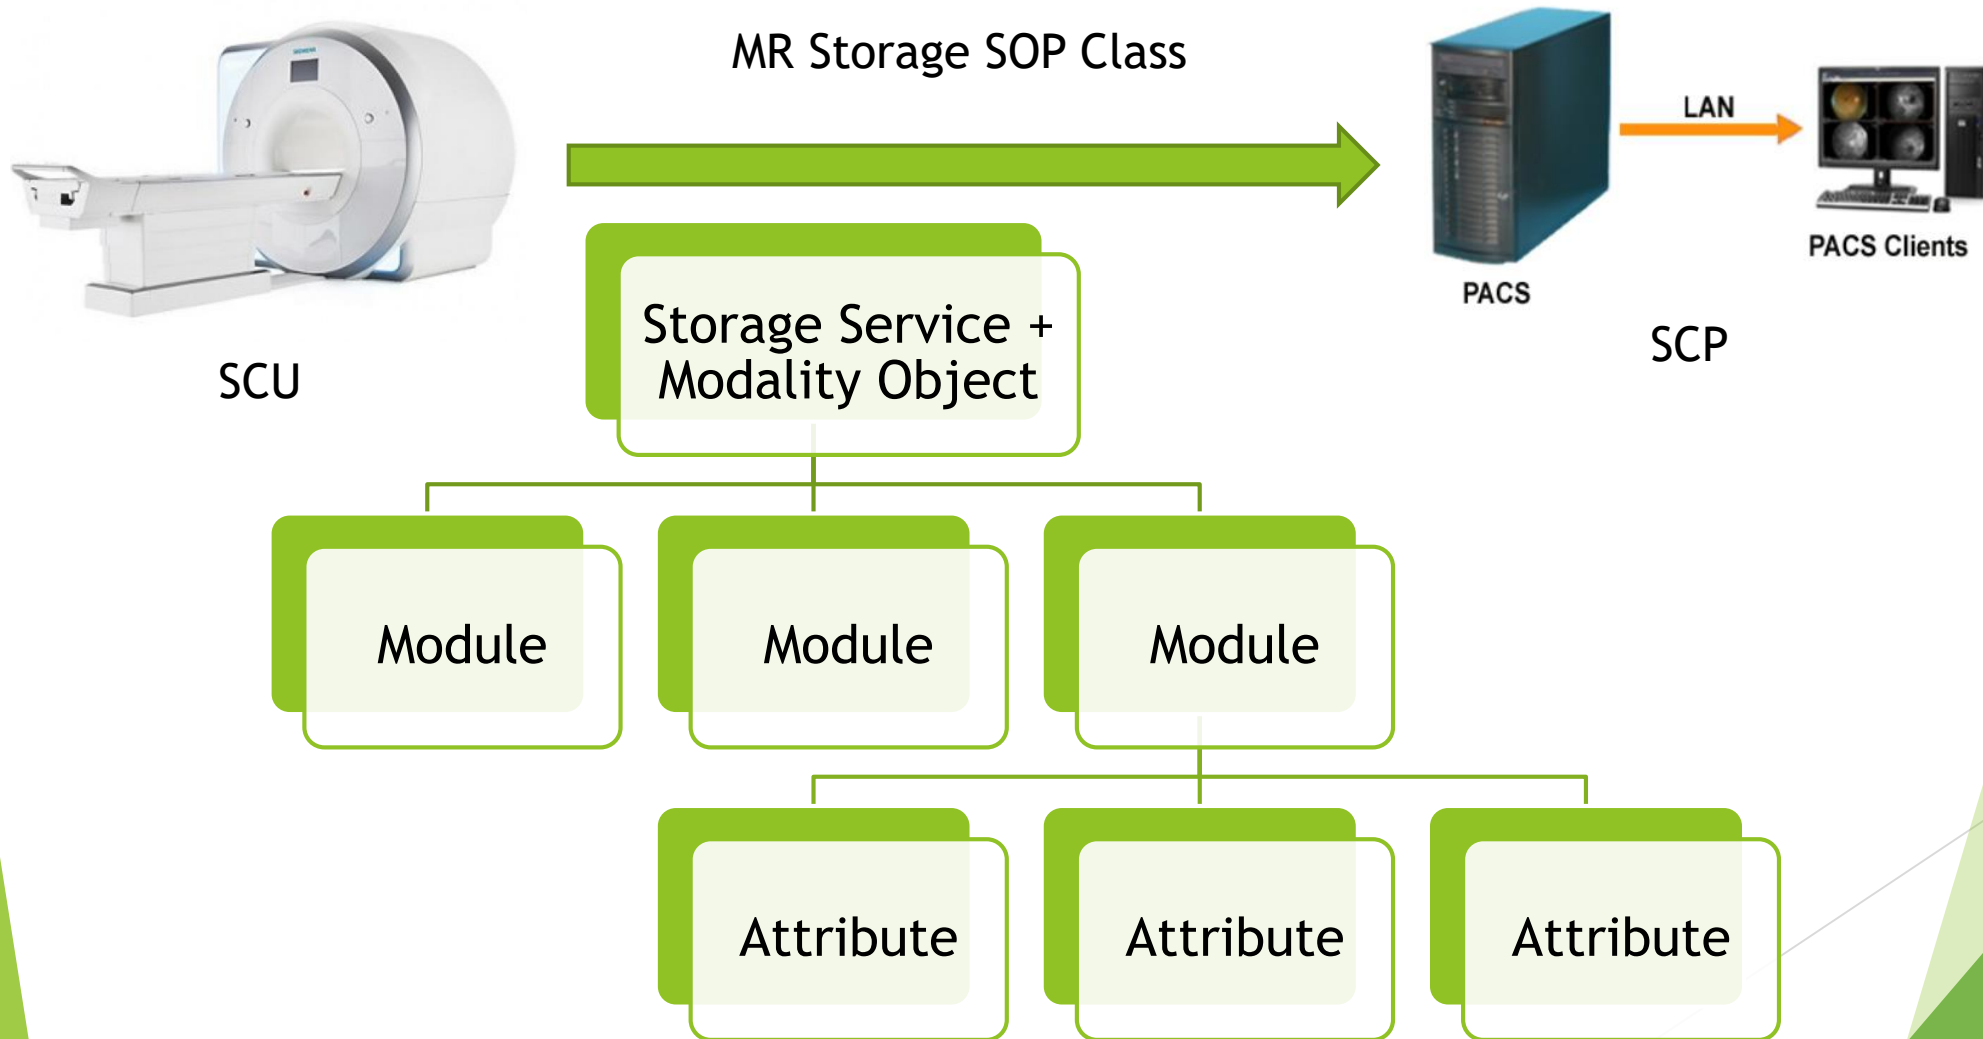 MR Storage SOP Class
SIEMENS
LAN
PACS Clients
PACS
SCP
SCU
Storage Service +
Modality Object
Module
Module
Module
Attribute
Attribute
Attribute